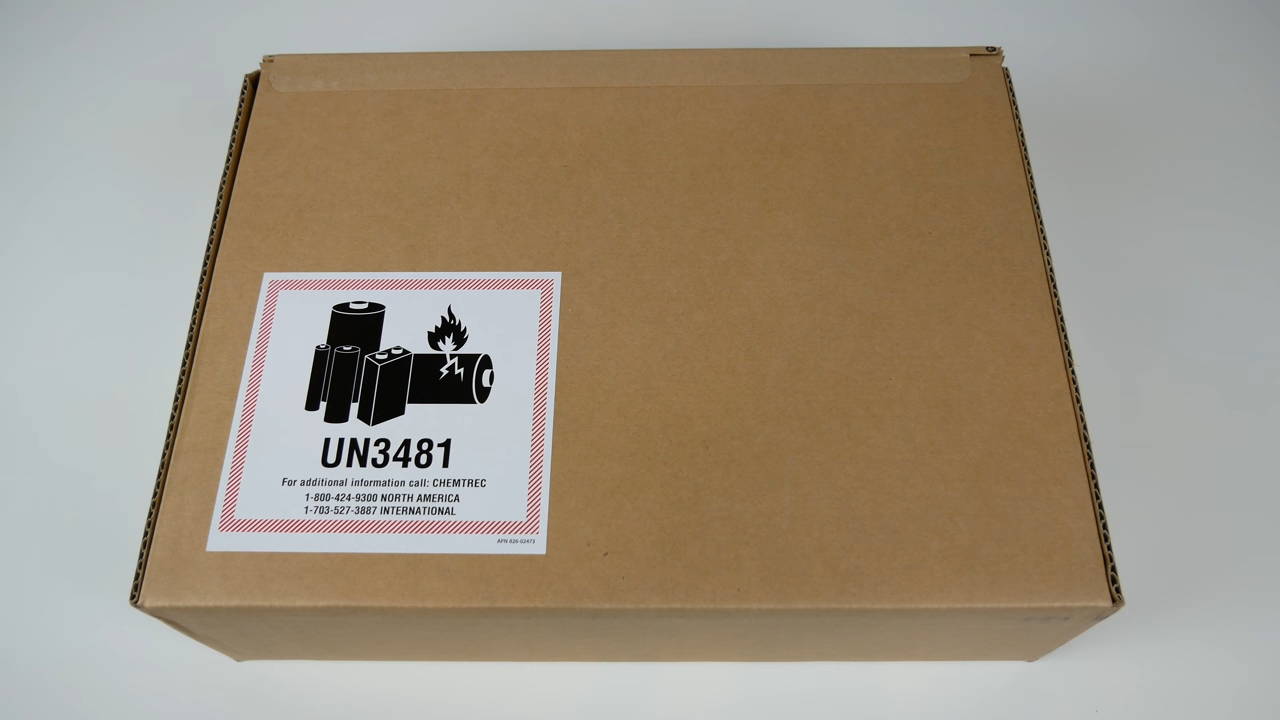 UN3481
For additional information call: CHEMTREC
1-800-424-9300 NORTH AMERICA
1-703-527-3887 INTERNATIONAL
APN 826-02473